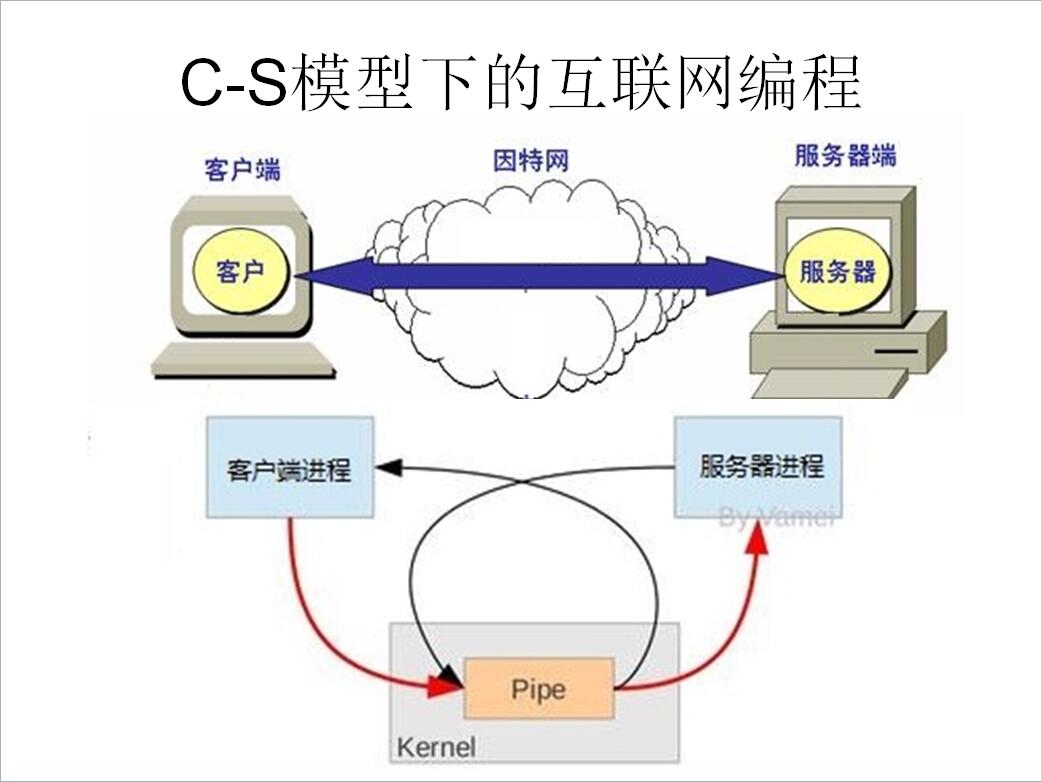 C-S模型下的互联网编程
客户端
因特网
服务器端
客户
服务器
客户端进程
服务器进程
By Vamei
Pipe
Kernel